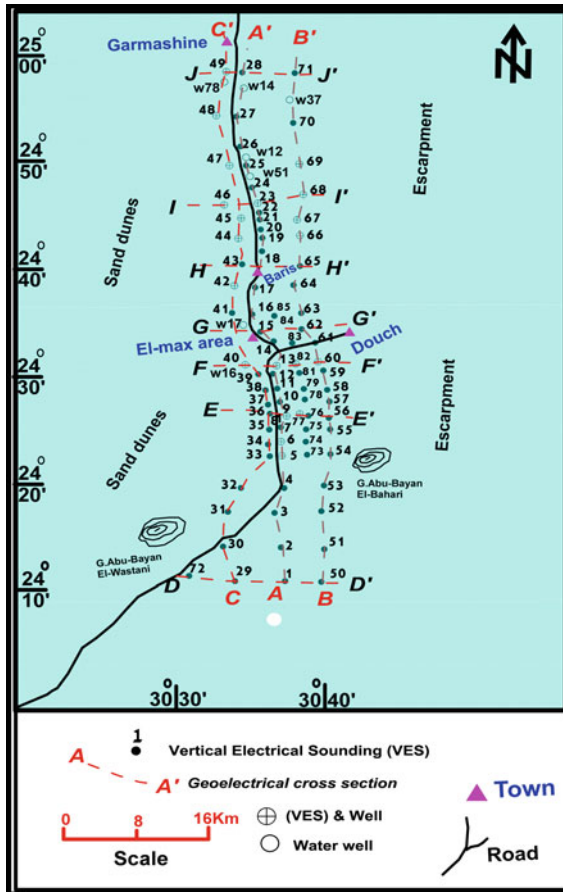 C' A' B'
25° 00'
Garmashine
N
49 28 71
J J'
w78 w14 w37
48 27 70
26
24° 50'
w12
47 25 69
w51
24
46 23 68
I I'
22
45 21 67
20
44 19 66
Sand dunes
Escarpment
18
43 65
H H'
24° 40'
Baris
42 17 64
41 16 85 63
w17 84 62
G 15 G'
El-max area
83 61
14
Douch
40 13 82 60
F F'
w16 39 12 81 59
24° 30'
38 11 79 58
37 10 78 57
E 36 9 76 56 E'
8 77
35 7 75 55
34 6 74
33 5 73 54
Sand dunes
Escarpment
G.Abu-Bayan
El-Bahari
24° 20'
32 4 53
31 3 52
G.Abu-Bayan
El-Wastani
30 2 51
24° 10'
D 72 29 1 50 D'
C A B
30° 30' 30° 40'
1
Vertical Electrical Sounding (VES)
A A'
Geoelectrical cross section
0 8 16Km
Scale
(VES) & Well
Water well
Town
Road